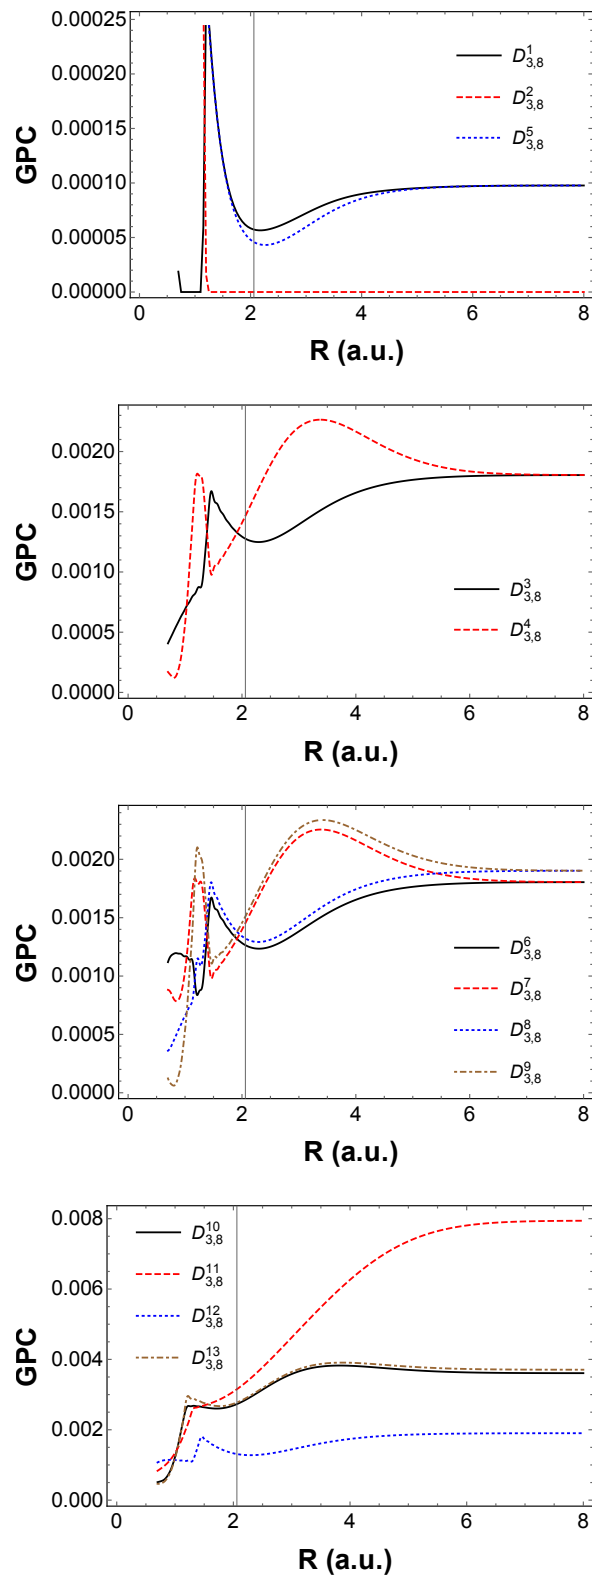 0.00025
0.00020
0.00015
0.00010
0.00005
0.00000
GPC
D^1_{3,8}
D^2_{3,8}
D^5_{3,8}
0 2 4 6 8
R (a.u.)
0.0020
0.0015
0.0010
0.0005
0.0000
GPC
D^3_{3,8}
D^4_{3,8}
0 2 4 6 8
R (a.u.)
0.0020
0.0015
0.0010
0.0005
0.0000
GPC
D^6_{3,8}
D^7_{3,8}
D^8_{3,8}
D^9_{3,8}
0 2 4 6 8
R (a.u.)
0.008
0.006
0.004
0.002
0.000
GPC
D^10_{3,8}
D^11_{3,8}
D^12_{3,8}
D^13_{3,8}
0 2 4 6 8
R (a.u.)